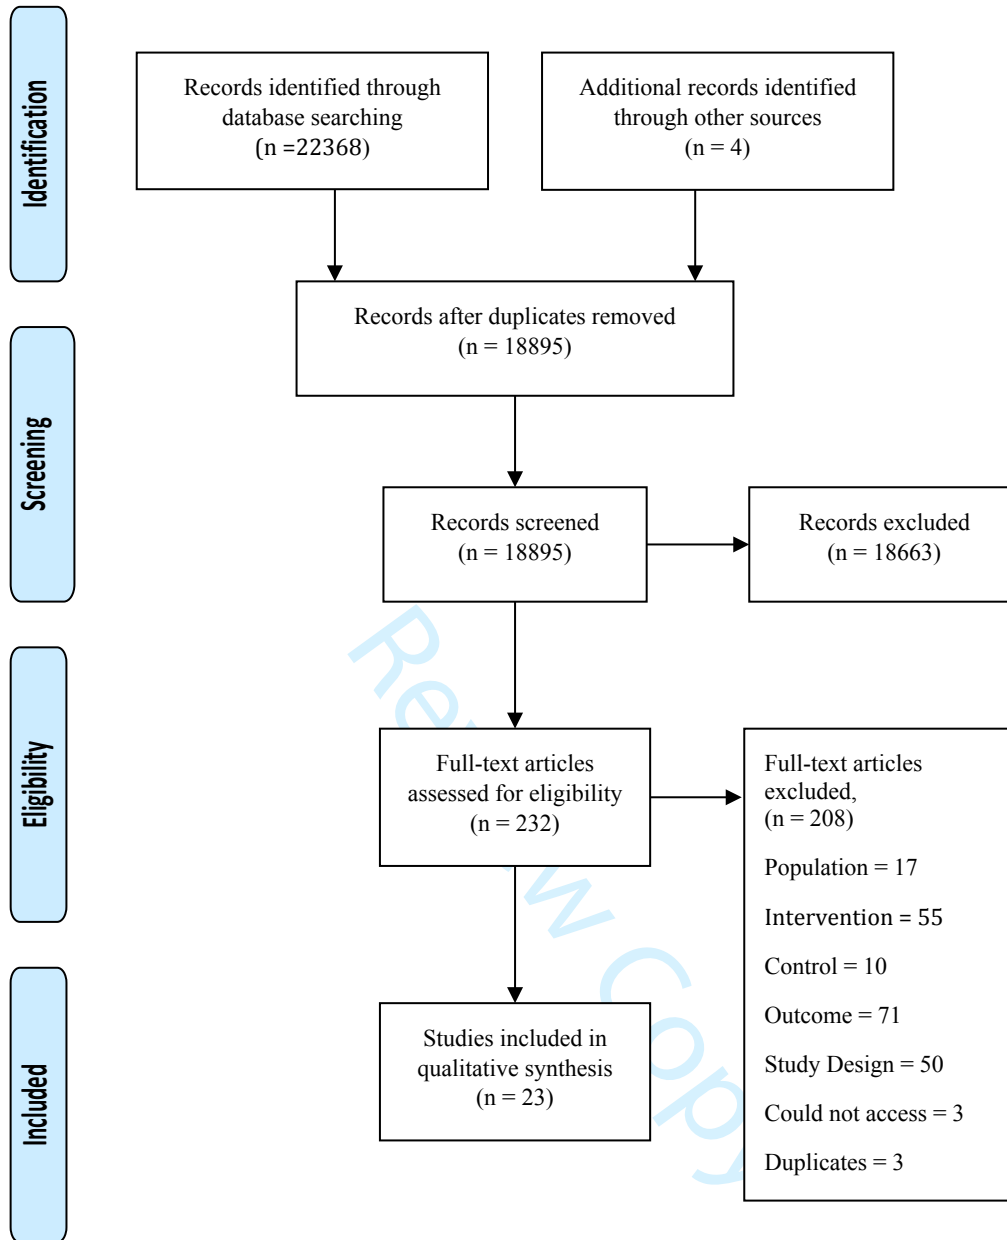 Identification
Records identified through
database searching
(n =22368)
Additional records identified
through other sources
(n = 4)
Records after duplicates removed
(n = 18895)
Screening
Records screened
(n = 18895)
Records excluded
(n = 18663)
Eligibility
Full-text articles
assessed for eligibility
(n = 232)
Full-text articles
excluded,
(n = 208)
Population = 17
Intervention = 55
Control = 10
Outcome = 71
Study Design = 50
Could not access = 3
Duplicates = 3
Included
Studies included in
qualitative synthesis
(n = 23)